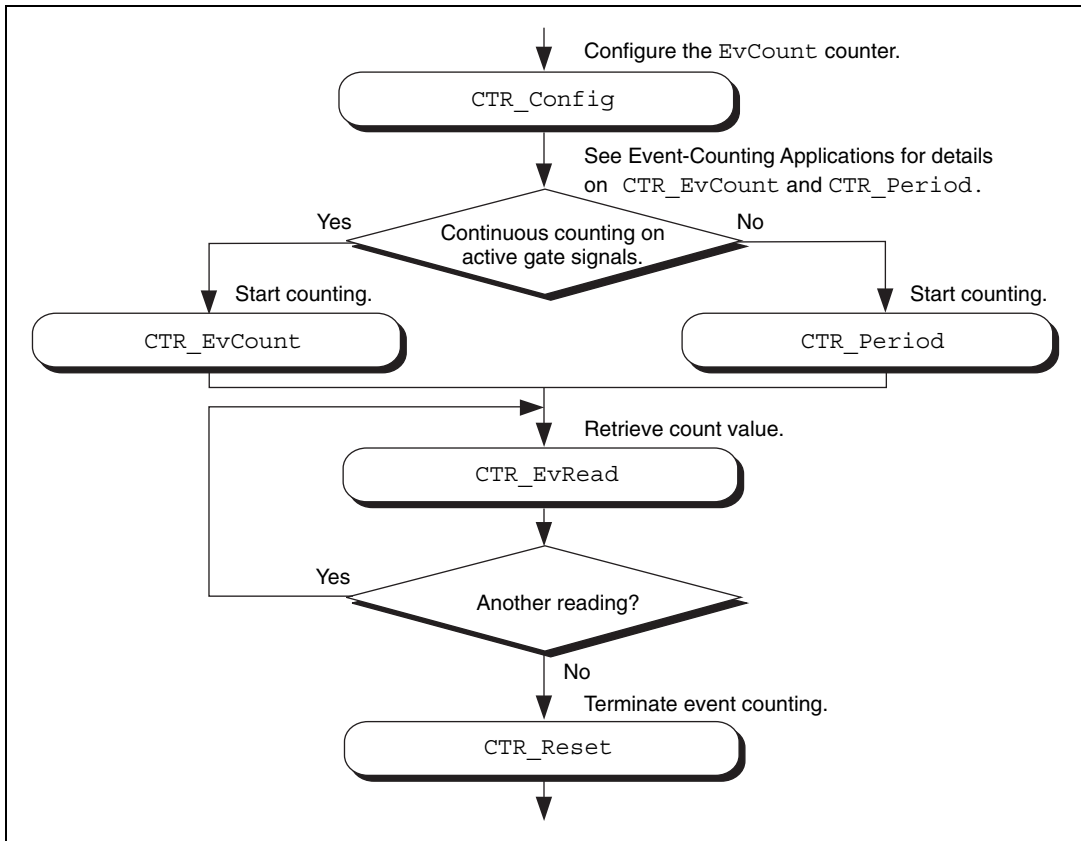 Configure the EvCount counter.
CTR_Config
See Event-Counting Applications for details
on CTR_EvCount and CTR_Period.
Yes
No
Continuous counting on
active gate signals.
Start counting.
Start counting.
CTR_EvCount
CTR_Period
Retrieve count value.
CTR_EvRead
Yes
Another reading?
No
Terminate event counting.
CTR_Reset